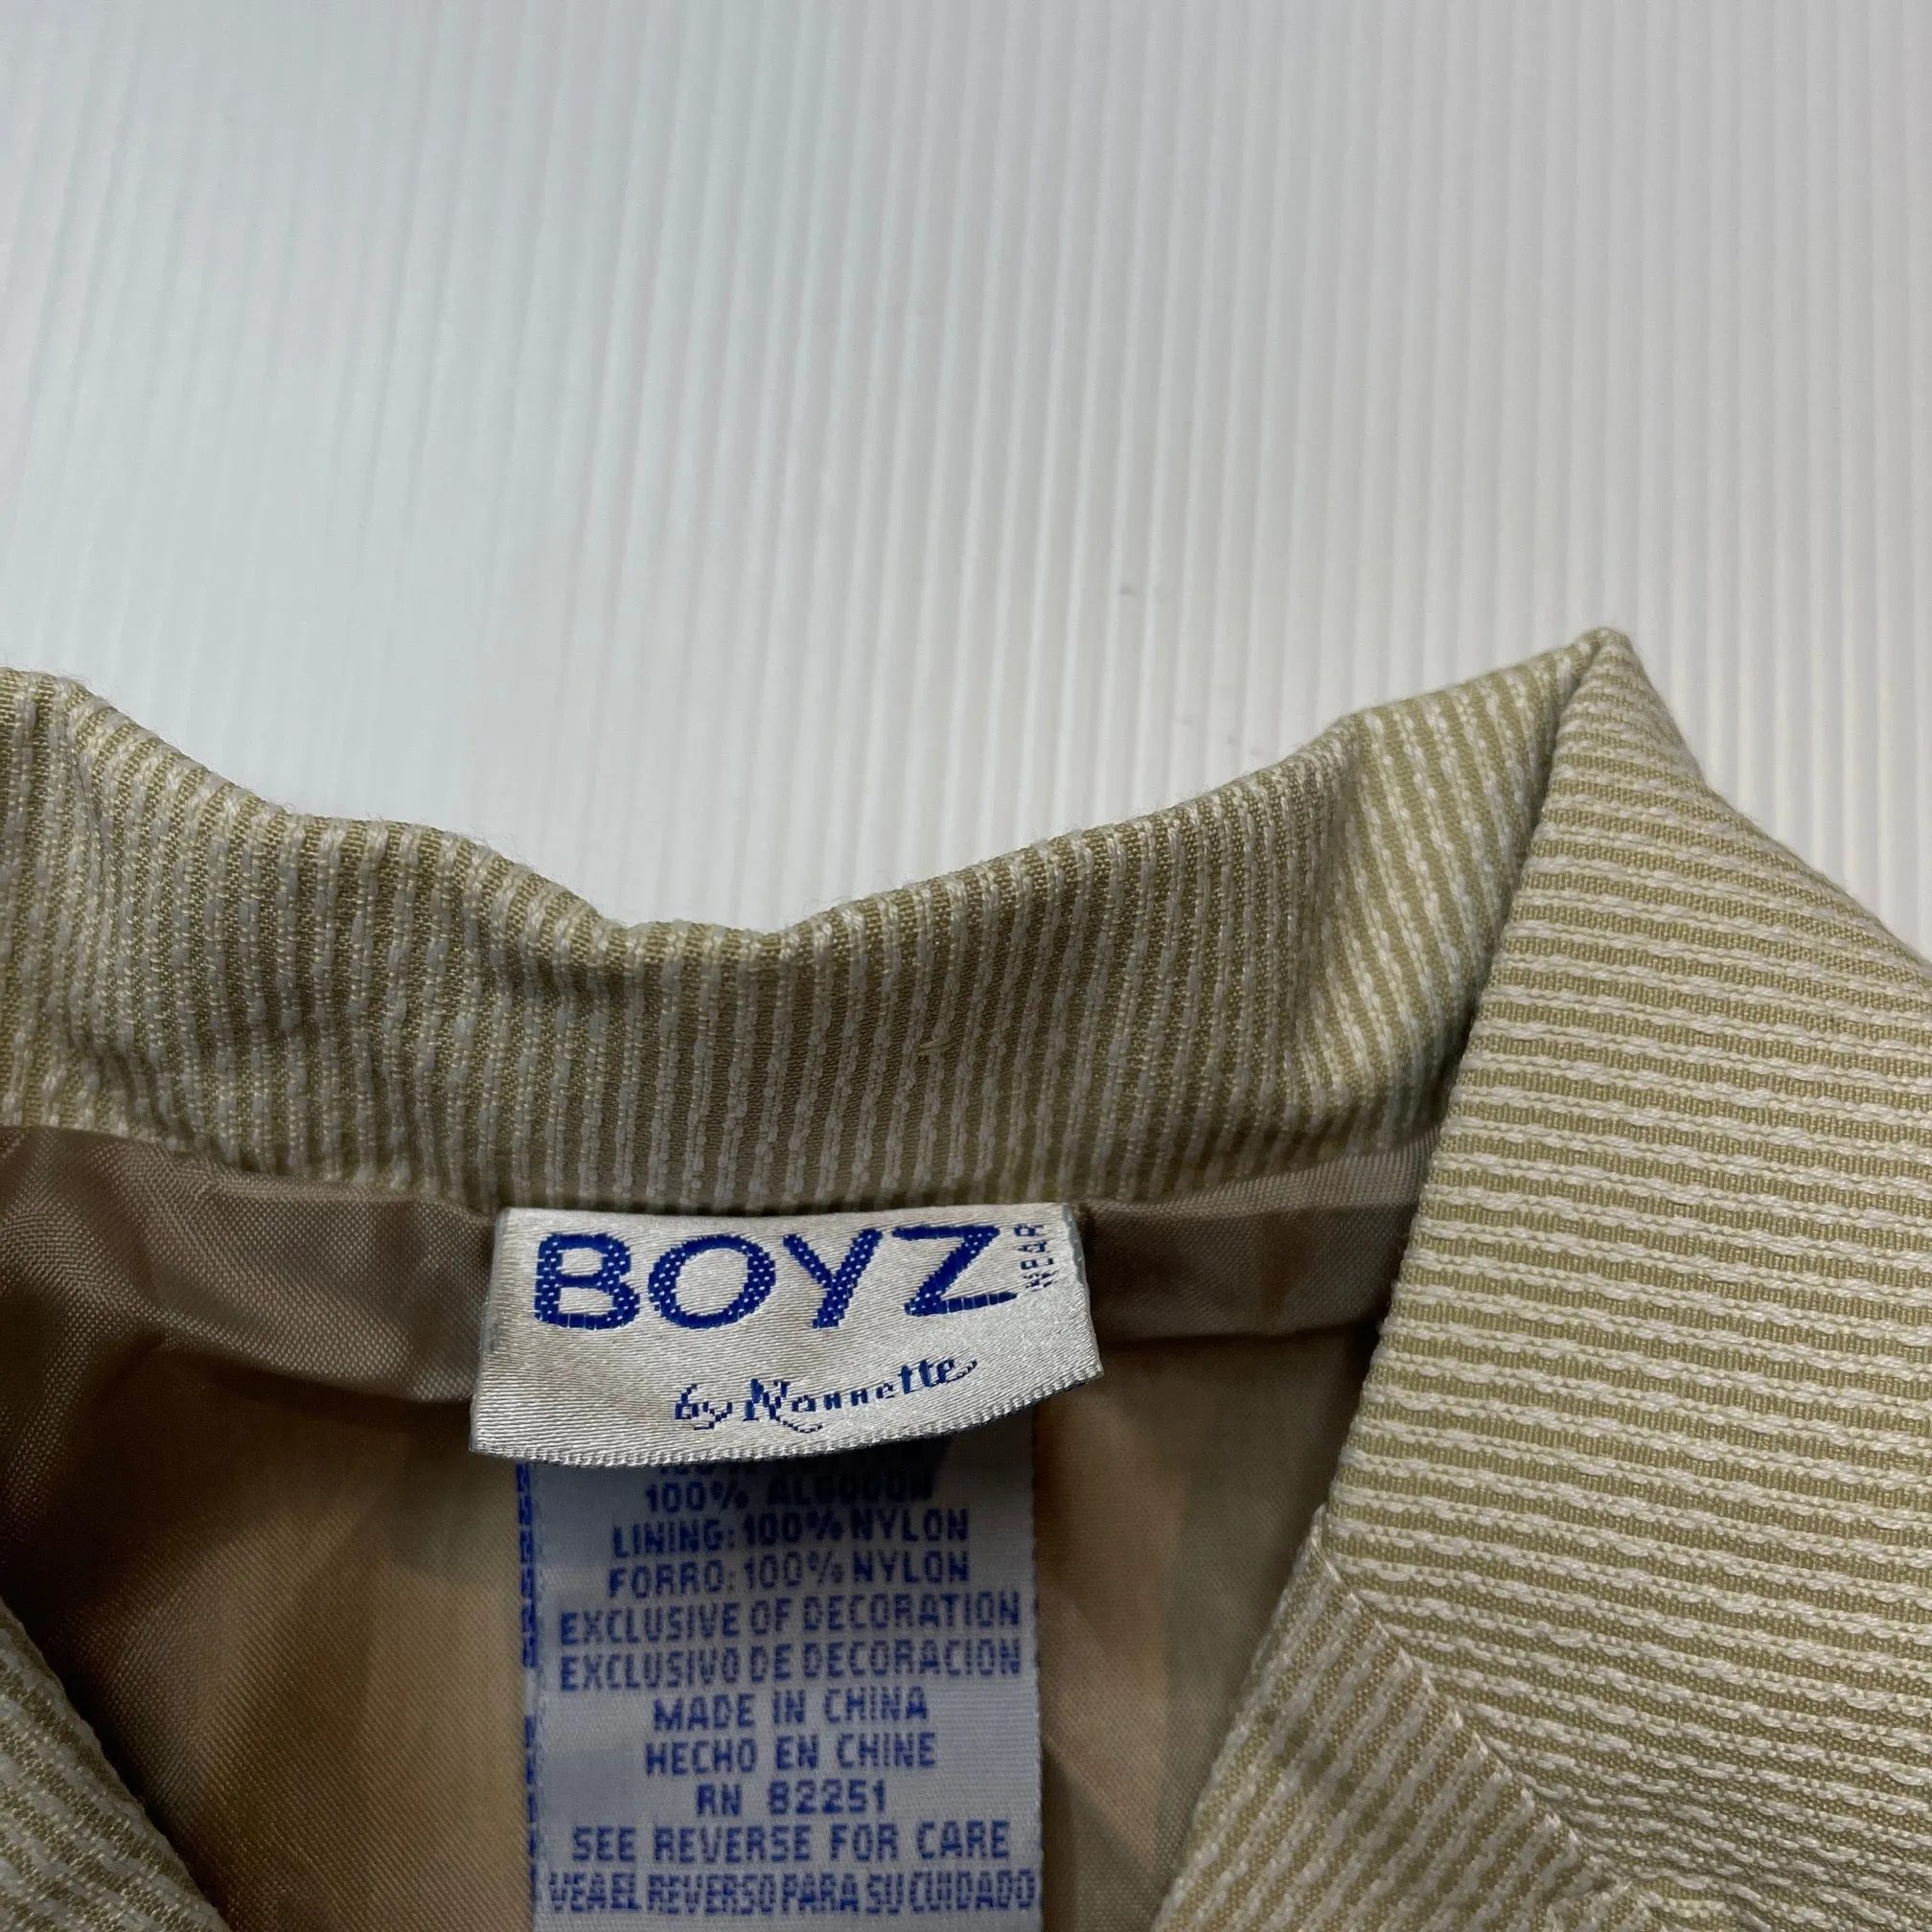 BOYZ WEAR
by Nannette
100% ALGODON
LINING: 100% NYLON
FORRO: 100% NYLON
EXCLUSIVE OF DECORATION
EXCLUSIVO DE DECORACION
MADE IN CHINA
HECHO EN CHINE
RN 82251
SEE REVERSE FOR CARE
VEA EL REVERSO PARA SU CUIDADO